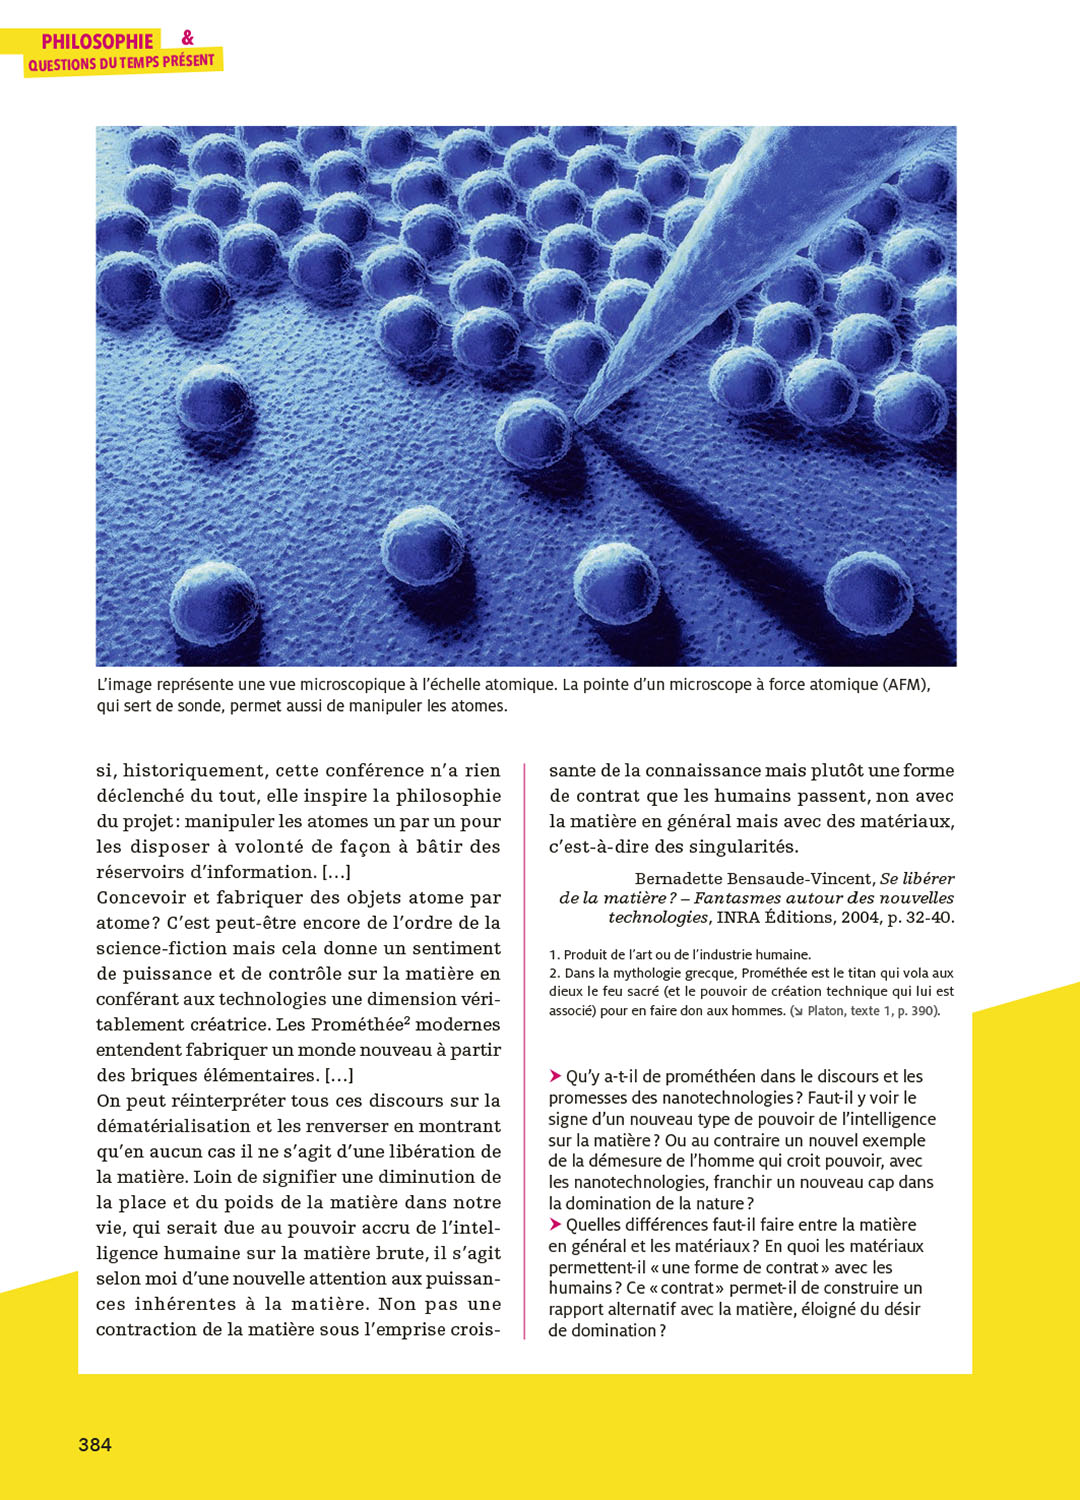 PHILOSOPHIE &
QUESTIONS DU TEMPS PRÉSENT
L’image représente une vue microscopique à l’échelle atomique. La pointe d’un microscope à force atomique (AFM),
qui sert de sonde, permet aussi de manipuler les atomes.
si, historiquement, cette conférence n’a rien
déclenché du tout, elle inspire la philosophie
du projet : manipuler les atomes un par un pour
les disposer à volonté de façon à bâtir des
réservoirs d’information. […]
Concevoir et fabriquer des objets atome par
atome ? C’est peut-être encore de l’ordre de la
science-fiction mais cela donne un sentiment
de puissance et de contrôle sur la matière en
conférant aux technologies une dimension véri-
tablement créatrice. Les Prométhée² modernes
entendent fabriquer un monde nouveau à partir
des briques élémentaires. […]
On peut réinterpréter tous ces discours sur la
dématérialisation et les renverser en montrant
qu’en aucun cas il ne s’agit d’une libération de
la matière. Loin de signifier une diminution de
la place et du poids de la matière dans notre
vie, qui serait due au pouvoir accru de l’intel-
ligence humaine sur la matière brute, il s’agit
selon moi d’une nouvelle attention aux puissan-
ces inhérentes à la matière. Non pas une
contraction de la matière sous l’emprise crois-
sante de la connaissance mais plutôt une forme
de contrat que les humains passent, non avec
la matière en général mais avec des matériaux,
c’est-à-dire des singularités.
Bernadette Bensaude-Vincent, Se libérer
de la matière ? – Fantasmes autour des nouvelles
technologies, INRA Éditions, 2004, p. 32-40.
1. Produit de l’art ou de l’industrie humaine.
2. Dans la mythologie grecque, Prométhée est le titan qui vola aux
dieux le feu sacré (et le pouvoir de création technique qui lui est
associé) pour en faire don aux hommes. (↘ Platon, texte 1, p. 390).
➤ Qu’y a-t-il de prométhéen dans le discours et les
promesses des nanotechnologies ? Faut-il y voir le
signe d’un nouveau type de pouvoir de l’intelligence
sur la matière ? Ou au contraire un nouvel exemple
de la démesure de l’homme qui croit pouvoir, avec
les nanotechnologies, franchir un nouveau cap dans
la domination de la nature ?
➤ Quelles différences faut-il faire entre la matière
en général et les matériaux ? En quoi les matériaux
permettent-il « une forme de contrat » avec les
humains ? Ce « contrat » permet-il de construire un
rapport alternatif avec la matière, éloigné du désir
de domination ?
384